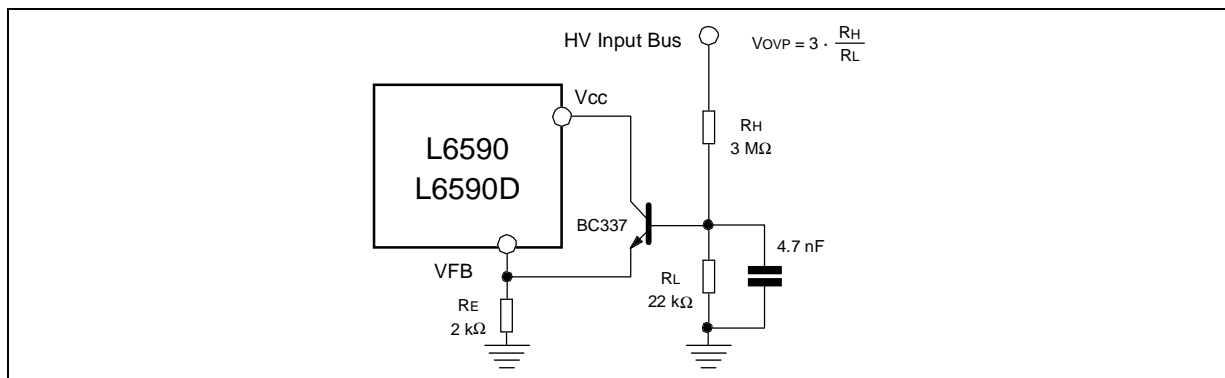 HV Input Bus
VOVP = 3 · RH
RL
Vcc
L6590
L6590D
RH
3 MΩ
BC337
4.7 nF
VFB
RL
22 kΩ
RE
2 kΩ